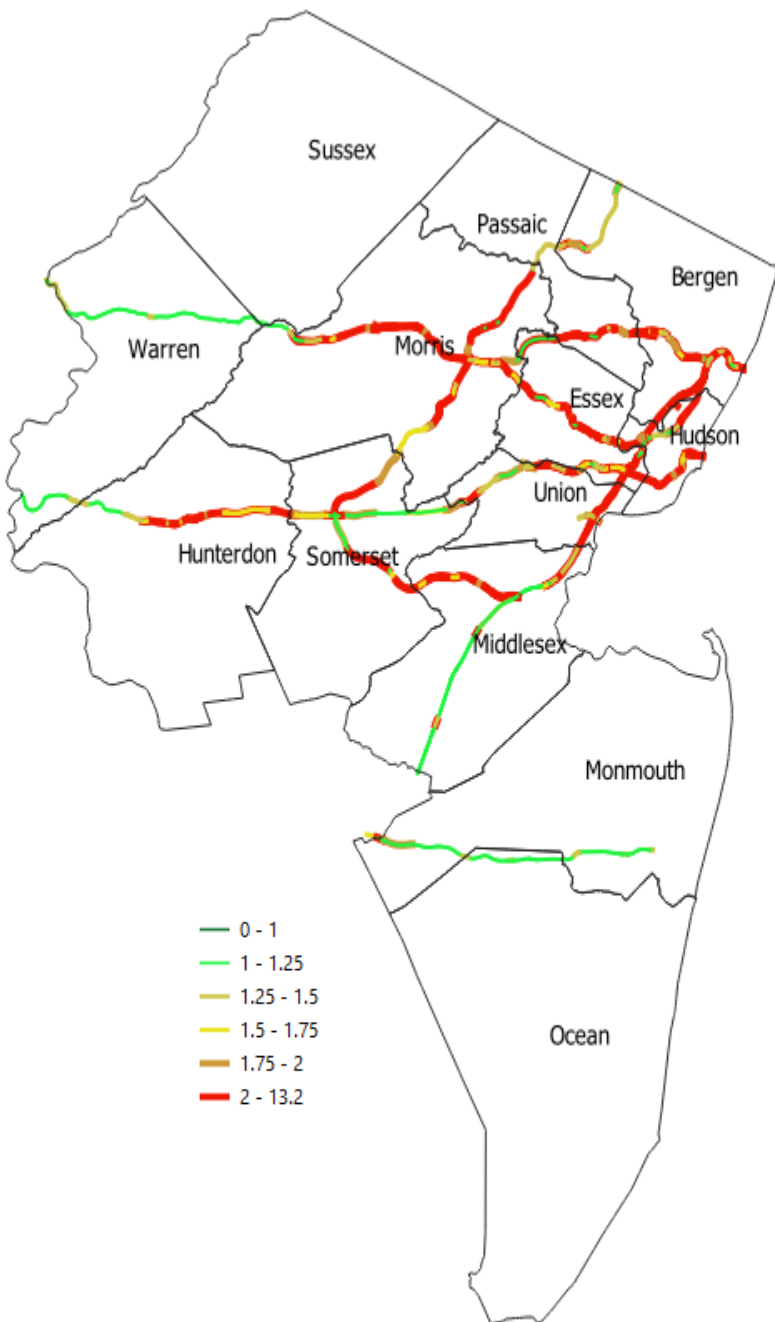 Sussex
Passaic
Bergen
Warren
Morris
Essex
Hudson
Union
Hunterdon
Somerset
Middlesex
Monmouth
0 - 1
1 - 1.25
1.25 - 1.5
1.5 - 1.75
1.75 - 2
2 - 13.2
Ocean